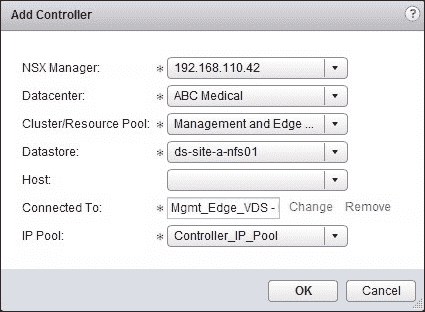 Add Controller
?
NSX Manager: * 192.168.110.42
Datacenter: * ABC Medical
Cluster/Resource Pool: * Management and Edge ...
Datastore: * ds-site-a-nfs01
Host:
Connected To: * Mgmt_Edge_VDS - Change Remove
IP Pool: * Controller_IP_Pool
OK Cancel